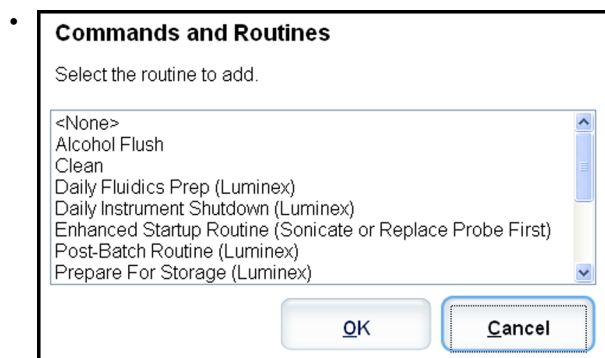 Commands and Routines
Select the routine to add.
<None>
Alcohol Flush
Clean
Daily Fluidics Prep (Luminex)
Daily Instrument Shutdown (Luminex)
Enhanced Startup Routine (Sonicate or Replace Probe First)
Post-Batch Routine (Luminex)
Prepare For Storage (Luminex)
OK
Cancel